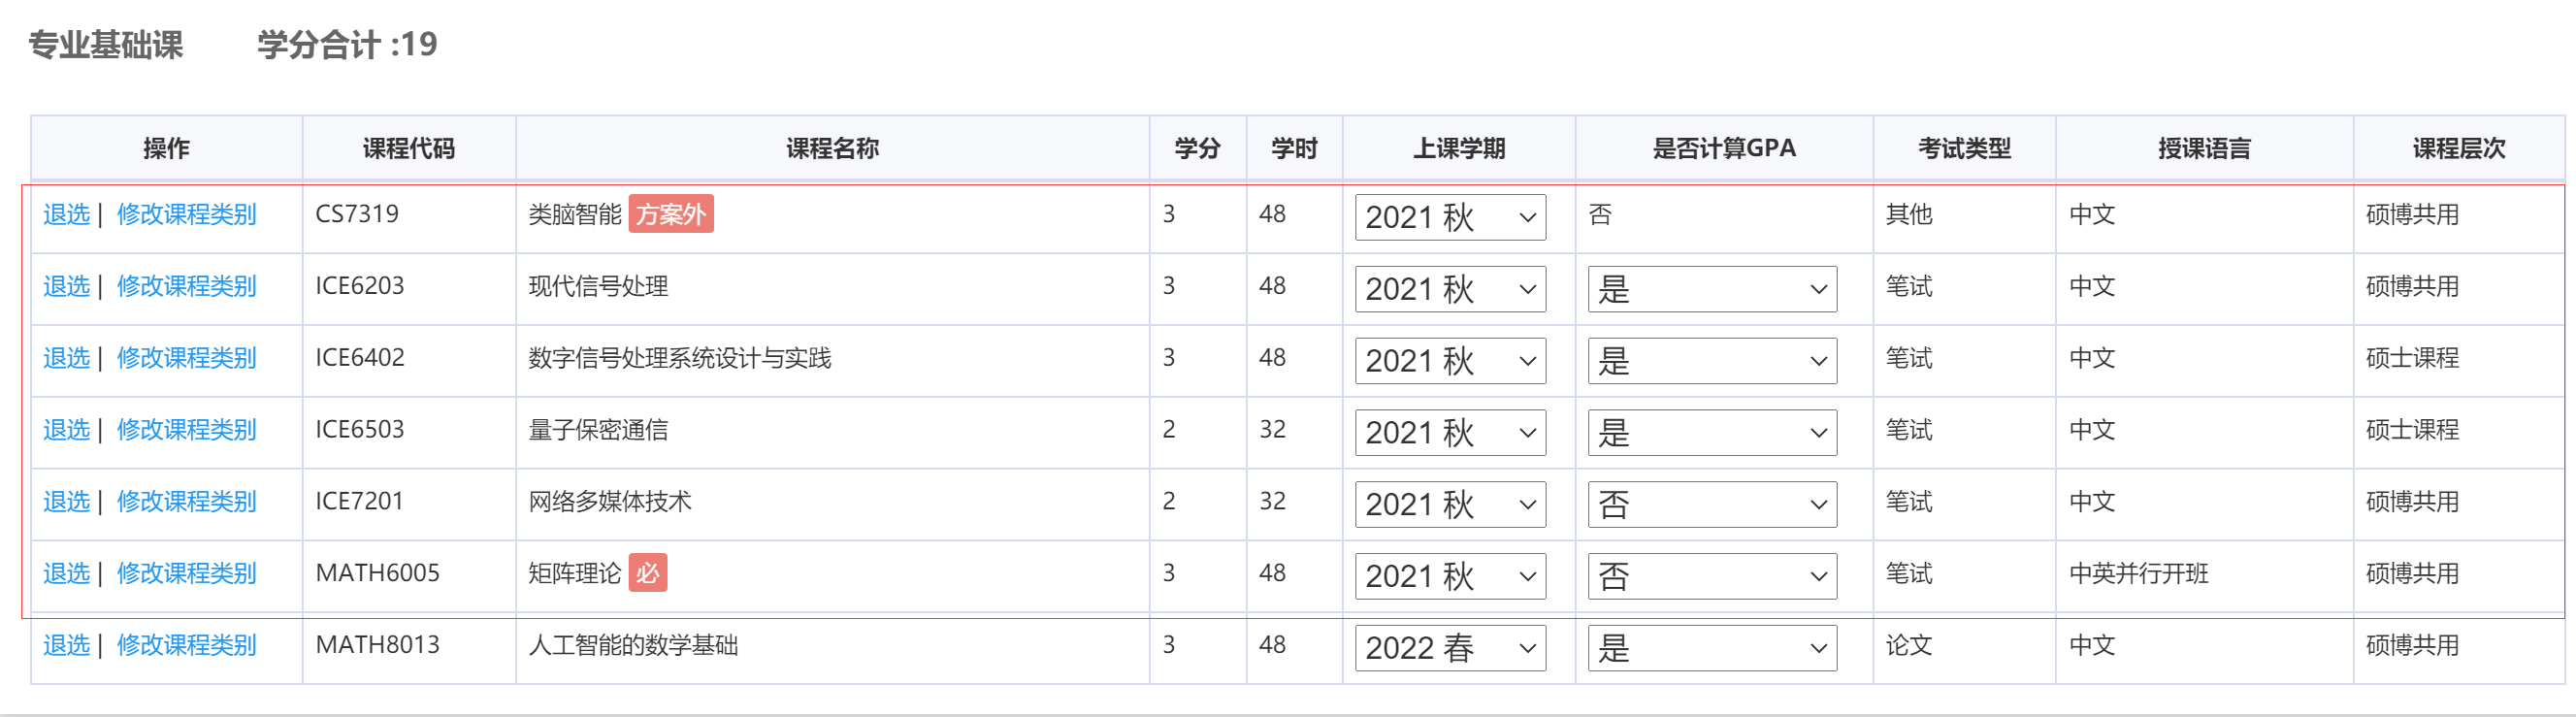 专业基础课 学分合计 :19
操作 课程代码 课程名称 学分 学时 上课学期 是否计算GPA 考试类型 授课语言 课程层次
退选 | 修改课程类别 CS7319 类脑智能 方案外 3 48 2021 秋 否 其他 中文 硕博共用
退选 | 修改课程类别 ICE6203 现代信号处理 3 48 2021 秋 是 笔试 中文 硕博共用
退选 | 修改课程类别 ICE6402 数字信号处理系统设计与实践 3 48 2021 秋 是 笔试 中文 硕士课程
退选 | 修改课程类别 ICE6503 量子保密通信 2 32 2021 秋 是 笔试 中文 硕士课程
退选 | 修改课程类别 ICE7201 网络多媒体技术 2 32 2021 秋 否 笔试 中文 硕博共用
退选 | 修改课程类别 MATH6005 矩阵理论 必 3 48 2021 秋 否 笔试 中英并行开班 硕博共用
退选 | 修改课程类别 MATH8013 人工智能的数学基础 3 48 2022 春 是 论文 中文 硕博共用